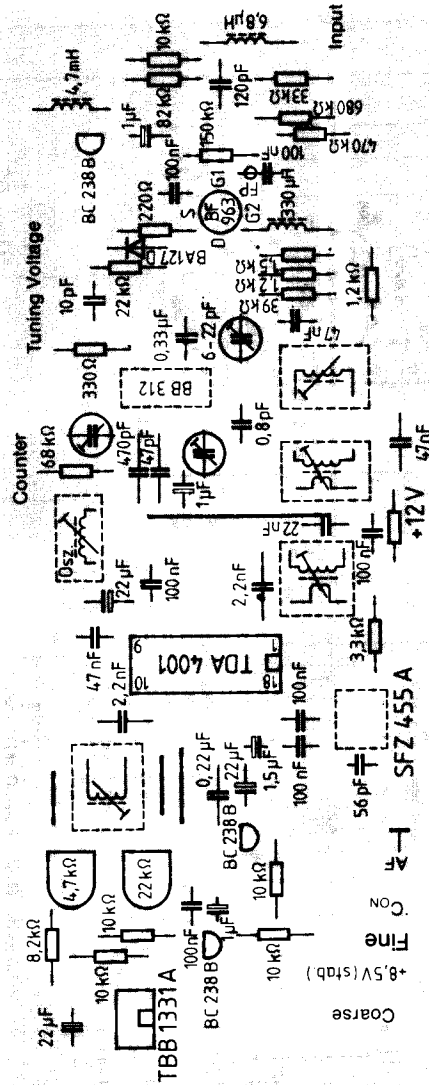 Input
6,8µH
10kΩ
82kΩ
120pF
33kΩ
680kΩ
470kΩ
4,7mH
1µF
BC 238 B
100nF
150kΩ
100nF
G1
FP
BF
963
S
D
G2
330µH
220Ω
BA127D
22kΩ
1,2kΩ
39kΩ
1,2kΩ
10pF
Tuning Voltage
330Ω
0,33µF
6-22pF
47nF
BB 312
Counter
68kΩ
470pF
47pF
1µF
0,8pF
47nF
+12V
Osz
22µF
100nF
22nF
2,2nF
100nF
3,3kΩ
47nF
2,2nF
9
10
TDA 4001
1
18
100nF
100nF
SFZ 455 A
56pF
0,22µF
22µF
1,5µF
BC 238 B
4,7kΩ
22kΩ
10kΩ
AF
8,2kΩ
10kΩ
10kΩ
100nF
1µF
BC 238 B
10kΩ
CON
Fine
+8,5V (stab.)
Coarse
22µF
TBB 1331 A